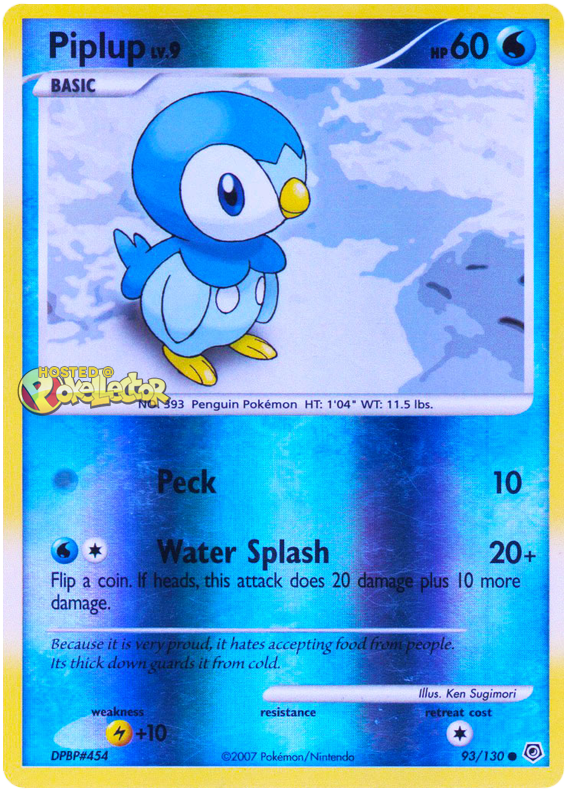 Piplup LV.9 HP 60
BASIC
HOSTED @
Pokellector
NO. 393 Penguin Pokémon HT: 1'04" WT: 11.5 lbs.
Peck 10
Water Splash 20+
Flip a coin. If heads, this attack does 20 damage plus 10 more
damage.
Because it is very proud, it hates accepting food from people.
Its thick down guards it from cold.
Illus. Ken Sugimori
weakness resistance retreat cost
+10
DPBP#454 ©2007 Pokémon/Nintendo 93/130